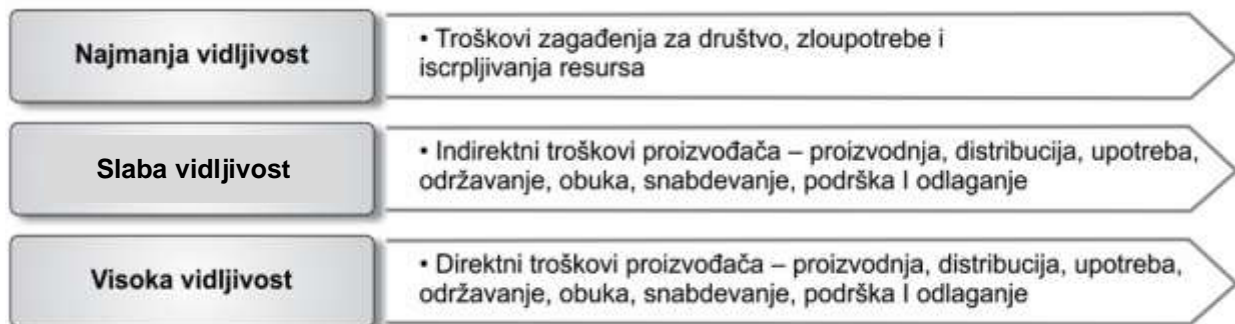 Najmanja vidljivost
• Troškovi zagađenja za društvo, zloupotrebe i
iscrpljivanja resursa
Slaba vidljivost
• Indirektni troškovi proizvođača – proizvodnja, distribucija, upotreba,
održavanje, obuka, snabdevanje, podrška I odlaganje
Visoka vidljivost
• Direktni troškovi proizvođača – proizvodnja, distribucija, upotreba,
održavanje, obuka, snabdevanje, podrška I odlaganje